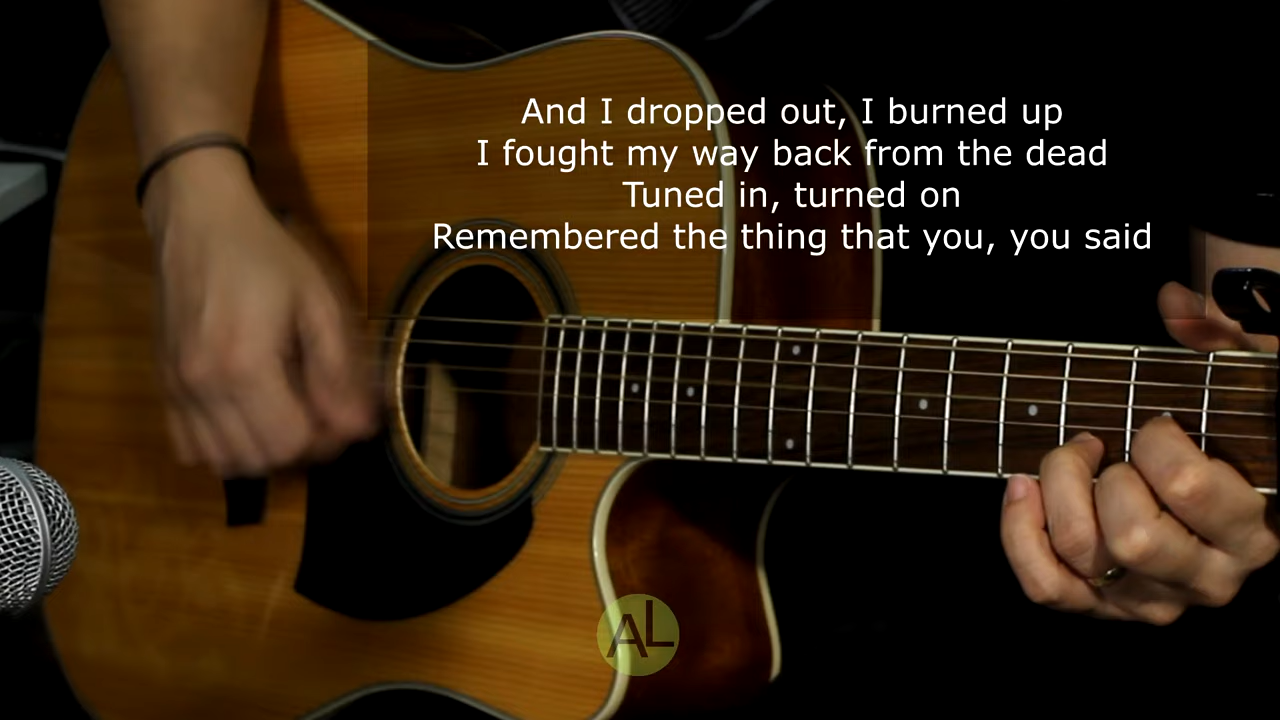 And I dropped out, I burned up
I fought my way back from the dead
Tuned in, turned on
Remembered the thing that you, you said
AL